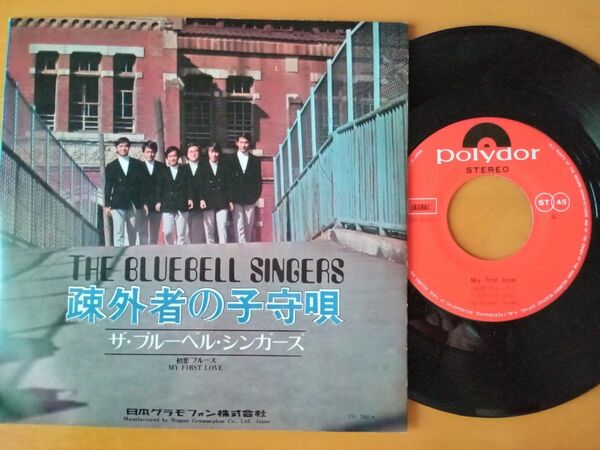 THE BLUEBELL SINGERS
疎外者の子守唄
ザ・ブルーベル・シンガーズ
初恋ブルース
MY FIRST LOVE
日本グラモフォン株式会社
Manufactured by Nippon Grammophon Co., Ltd., Japan
polydor
STEREO
ST 45
My first love